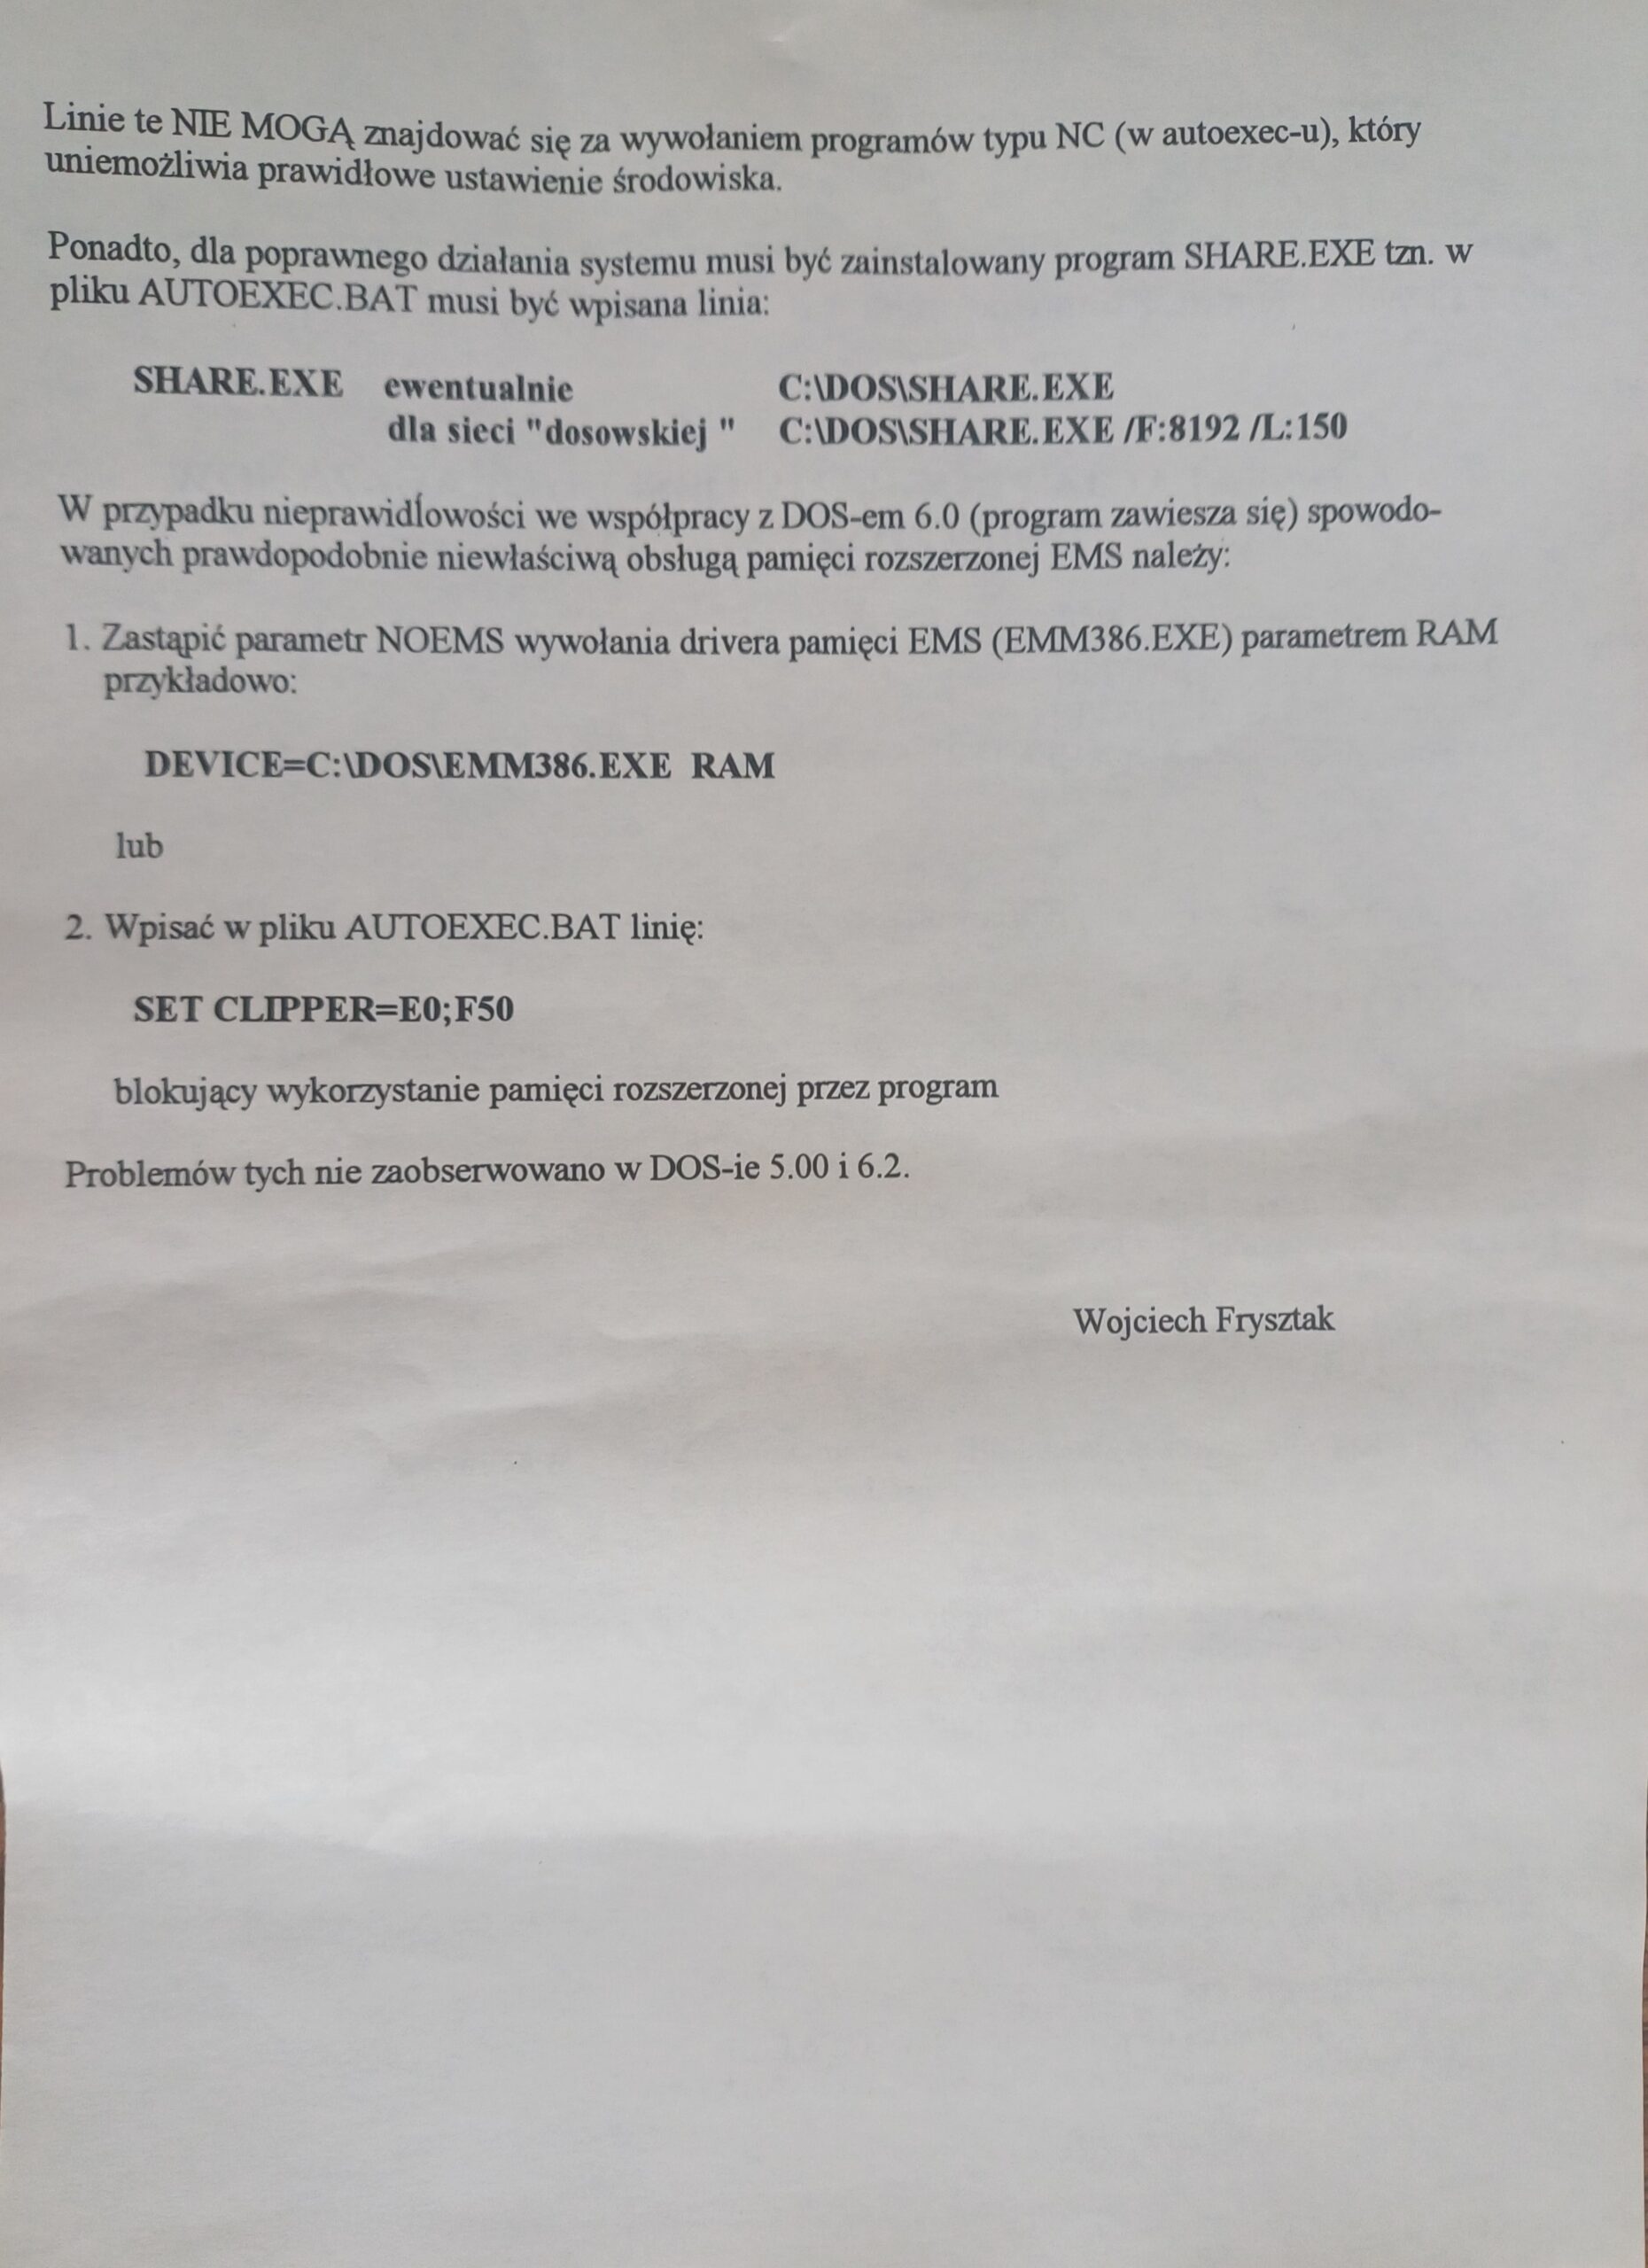 Linie te NIE MOGĄ znajdować się za wywołaniem programów typu NC (w autoexec-u), który
uniemożliwia prawidłowe ustawienie środowiska.
Ponadto, dla poprawnego działania systemu musi być zainstalowany program SHARE.EXE tzn. w
pliku AUTOEXEC.BAT musi być wpisana linia:
SHARE.EXE ewentualnie C:\DOS\SHARE.EXE
dla sieci "dosowskiej " C:\DOS\SHARE.EXE /F:8192 /L:150
W przypadku nieprawidłowości we współpracy z DOS-em 6.0 (program zawiesza się) spowodo-
wanych prawdopodobnie niewłaściwą obsługą pamięci rozszerzonej EMS należy:
1. Zastąpić parametr NOEMS wywołania drivera pamięci EMS (EMM386.EXE) parametrem RAM
przykładowo:
DEVICE=C:\DOS\EMM386.EXE RAM
lub
2. Wpisać w pliku AUTOEXEC.BAT linię:
SET CLIPPER=E0;F50
blokujący wykorzystanie pamięci rozszerzonej przez program
Problemów tych nie zaobserwowano w DOS-ie 5.00 i 6.2.
Wojciech Frysztak